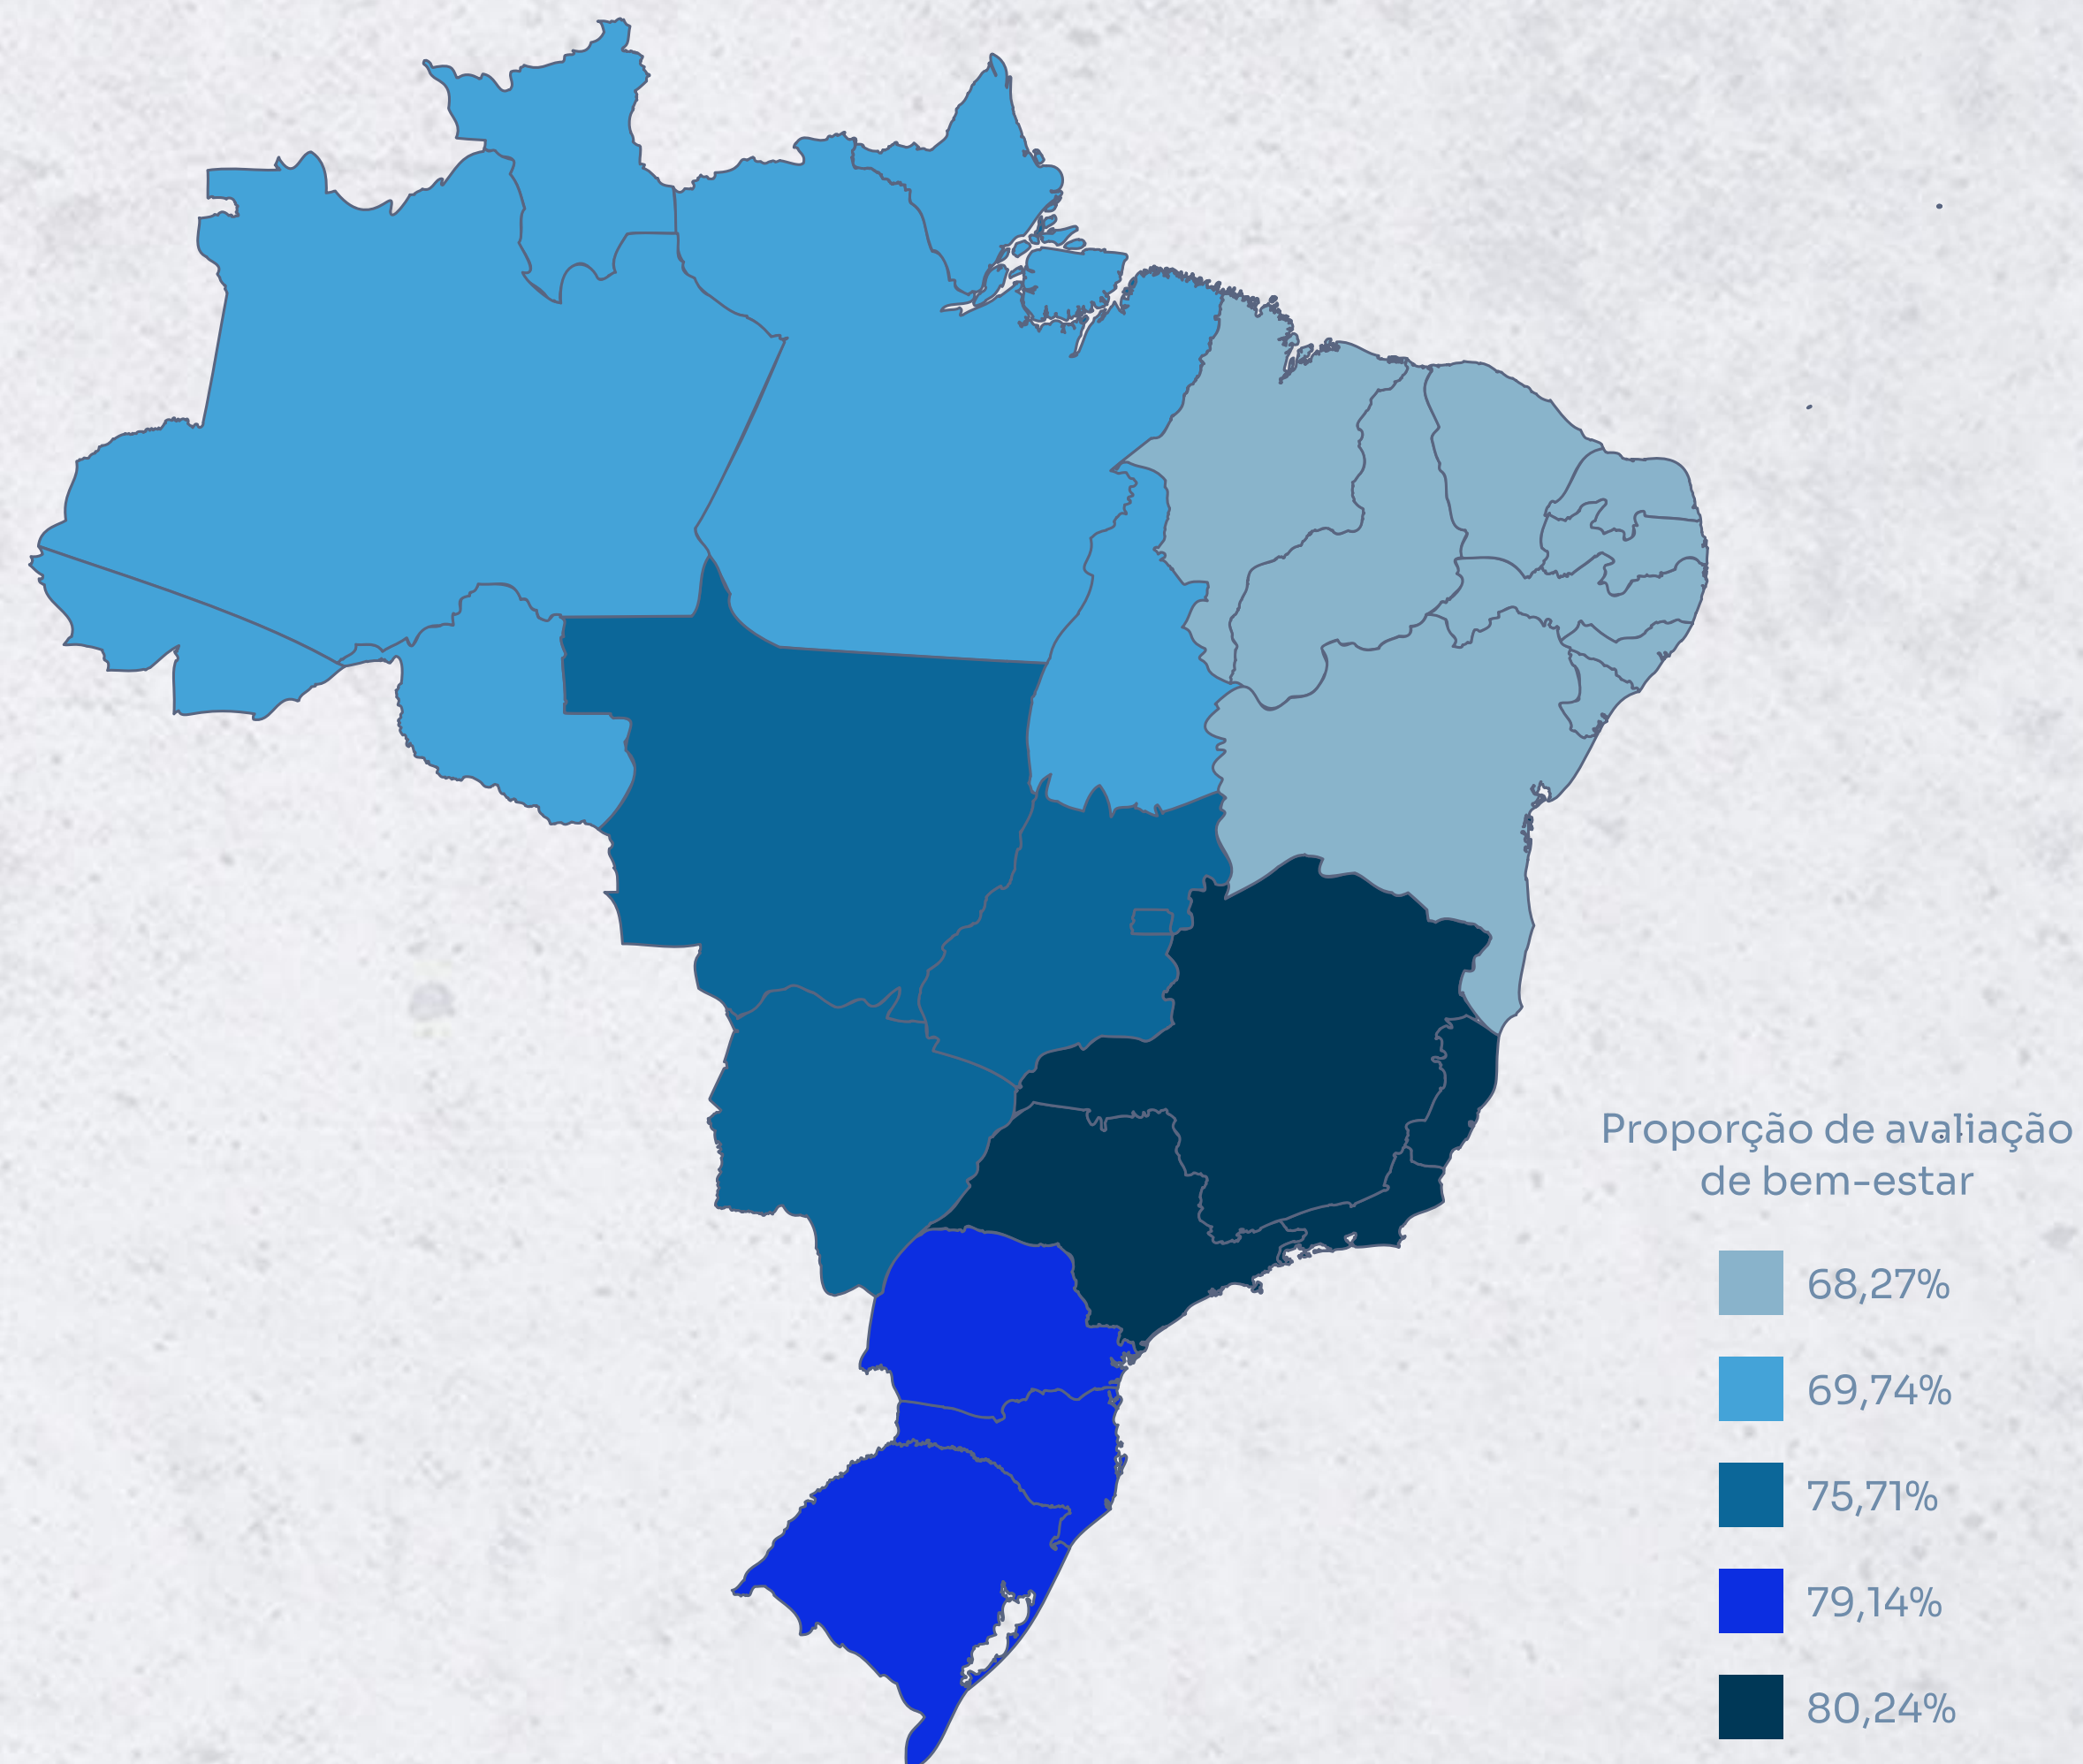 Proporção de avaliação
de bem-estar
68,27%
69,74%
75,71%
79,14%
80,24%